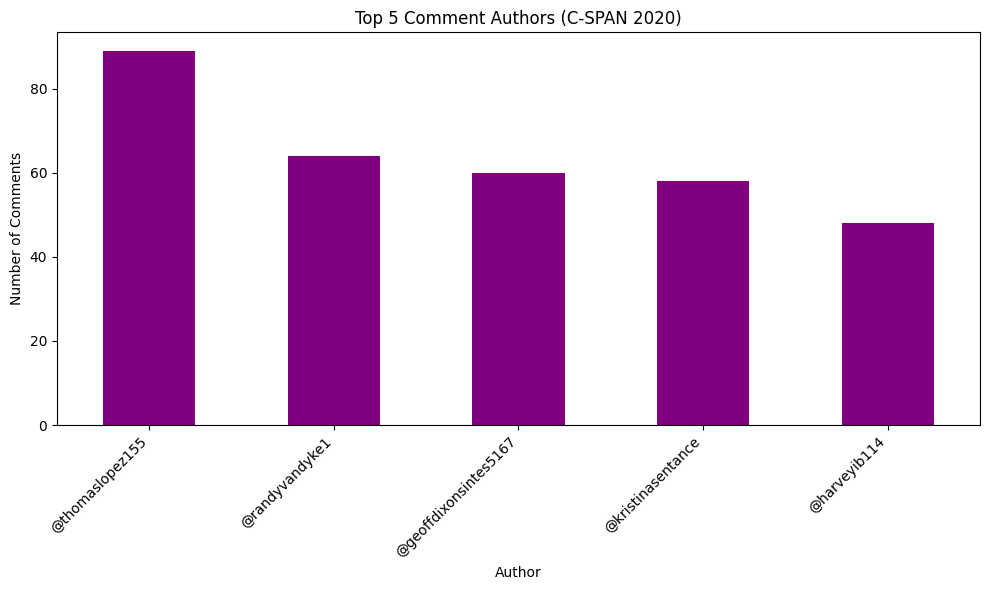 Top 5 Comment Authors (C-SPAN 2020)
Number of Comments
80
60
40
20
0
@thomaslopez155
@randyvandyke1
@geoffdixonsintes5167
@kristinasentance
@harveyib114
Author